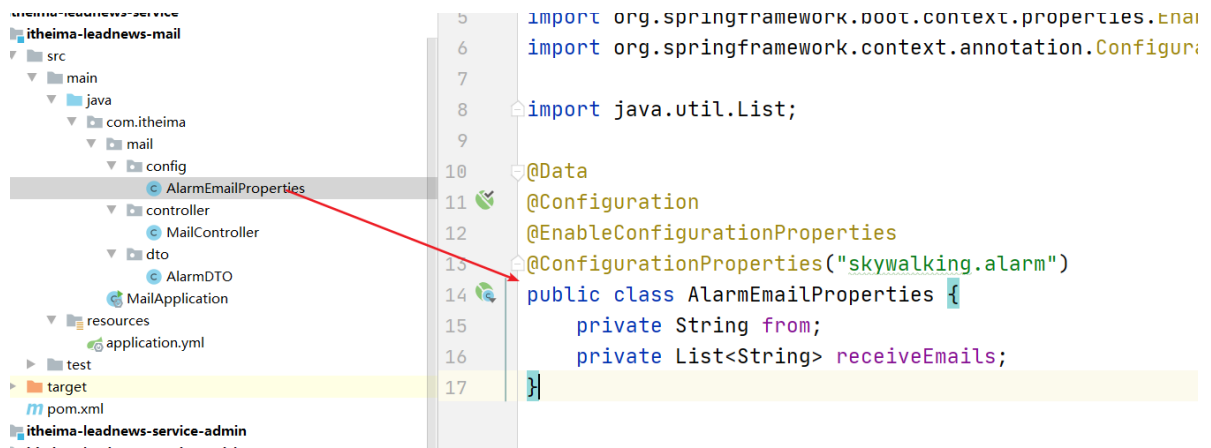 itheima-leadnews-service
itheima-leadnews-mail
src
main
java
com.itheima
mail
config
AlarmEmailProperties
controller
MailController
dto
AlarmDTO
MailApplication
resources
application.yml
test
target
pom.xml
itheima-leadnews-service-admin
5 import org.springframework.boot.context.properties.Enab
6 import org.springframework.context.annotation.Configura
7
8 import java.util.List;
9
10 @Data
11 @Configuration
12 @EnableConfigurationProperties
13 @ConfigurationProperties("skywalking.alarm")
14 public class AlarmEmailProperties {
15 private String from;
16 private List<String> receiveEmails;
17 }